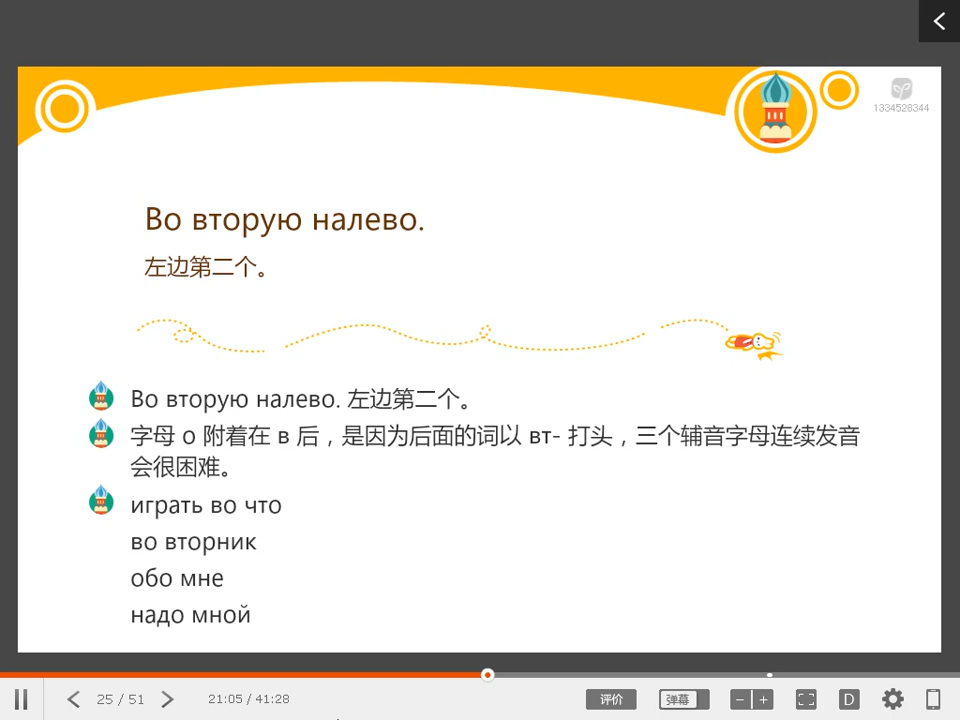 1334528344
Во вторую налево.
左边第二个。
Во вторую налево. 左边第二个。
字母 о 附着在 в 后，是因为后面的词以 вт- 打头，三个辅音字母连续发音
会很困难。
играть во что
во вторник
обо мне
надо мной
25 / 51
21:05 / 41:28
评价
弹幕
D